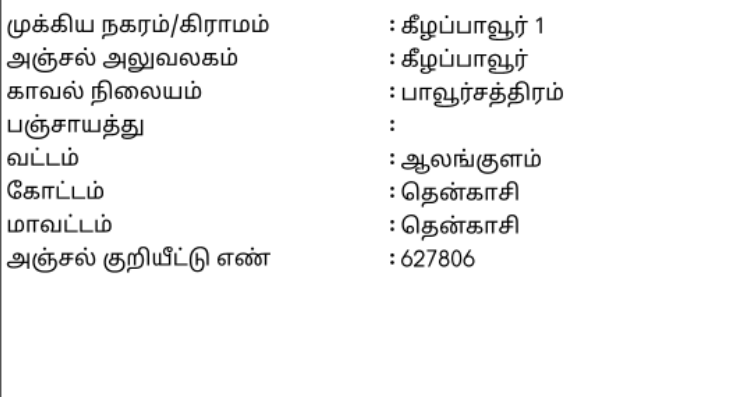 முக்கிய நகரம்/கிராமம் : கீழப்பாவூர் 1
அஞ்சல் அலுவலகம் : கீழப்பாவூர்
காவல் நிலையம் : பாவூர்சத்திரம்
பஞ்சாயத்து :
வட்டம் : ஆலங்குளம்
கோட்டம் : தென்காசி
மாவட்டம் : தென்காசி
அஞ்சல் குறியீட்டு எண் : 627806